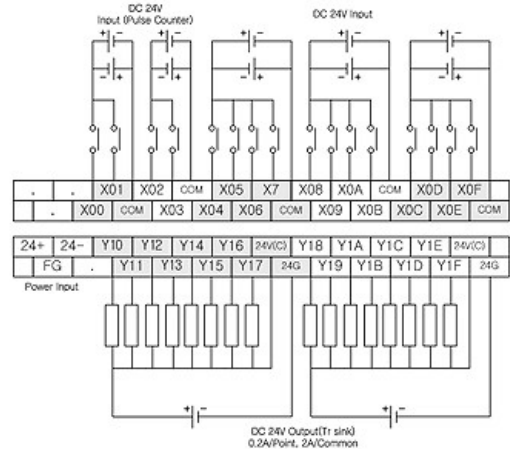 DC 24V
Input (Pulse Counter)
DC 24V Input
+ - + - + - + - + -
- + - + - + - + - +
. . X01 X02 COM X05 X7 X08 X0A COM X0D X0F
. X00 COM X03 X04 X06 COM X09 X0B X0C X0E COM
24+ 24- Y10 Y12 Y14 Y16 24V(C) Y18 Y1A Y1C Y1E 24V(C)
FG . Y11 Y13 Y15 Y17 24G Y19 Y1B Y1D Y1F 24G
Power Input
+ - + -
DC 24V Output(Tr sink)
0.2A/Point, 2A/Common